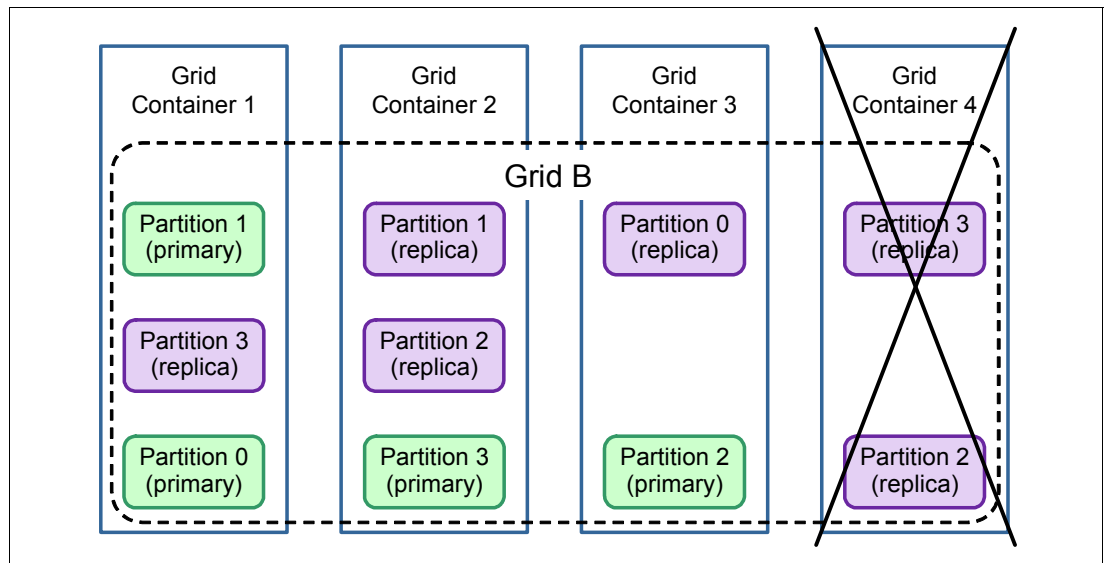 Grid
Container 1
Grid
Container 2
Grid
Container 3
Grid
Container 4
Grid B
Partition 1
(primary)
Partition 1
(replica)
Partition 0
(replica)
Partition 3
(replica)
Partition 3
(replica)
Partition 2
(replica)
Partition 0
(primary)
Partition 3
(primary)
Partition 2
(primary)
Partition 2
(replica)